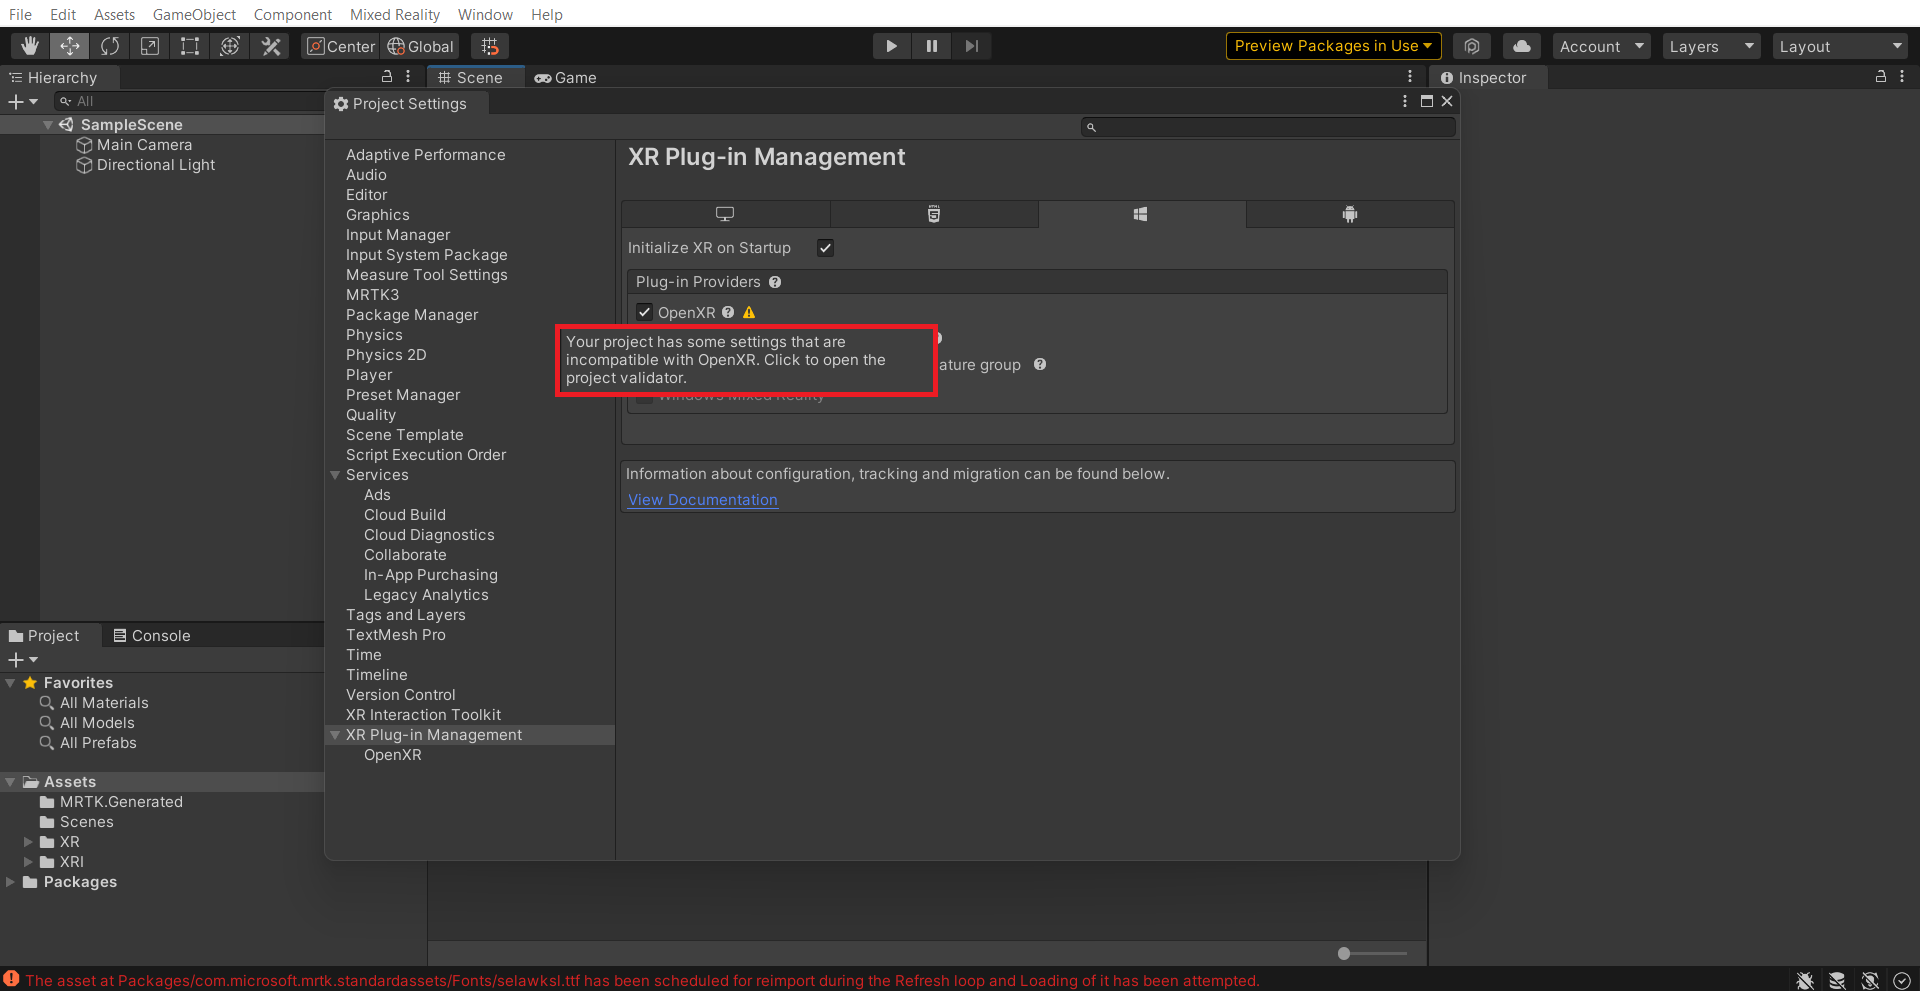 File Edit Assets GameObject Component Mixed Reality Window Help
Center Global Preview Packages in Use Account Layers Layout
Hierarchy
All
SampleScene
Main Camera
Directional Light
Scene Game
Inspector
Project Settings
Adaptive Performance
Audio
Editor
Graphics
Input Manager
Input System Package
Measure Tool Settings
MRTK3
Package Manager
Physics
Physics 2D
Player
Preset Manager
Quality
Scene Template
Script Execution Order
Services
Ads
Cloud Build
Cloud Diagnostics
Collaborate
In-App Purchasing
Legacy Analytics
Tags and Layers
TextMesh Pro
Time
Timeline
Version Control
XR Interaction Toolkit
XR Plug-in Management
OpenXR
XR Plug-in Management
Initialize XR on Startup
Plug-in Providers
OpenXR
Your project has some settings that are
incompatible with OpenXR. Click to open the
project validator.
ature group
Windows Mixed Reality
Information about configuration, tracking and migration can be found below.
View Documentation
Project Console
Favorites
All Materials
All Models
All Prefabs
Assets
MRTK.Generated
Scenes
XR
XRI
Packages
The asset at Packages/com.microsoft.mrtk.standardassets/Fonts/selawksl.ttf has been scheduled for reimport during the Refresh loop and Loading of it has been attempted.